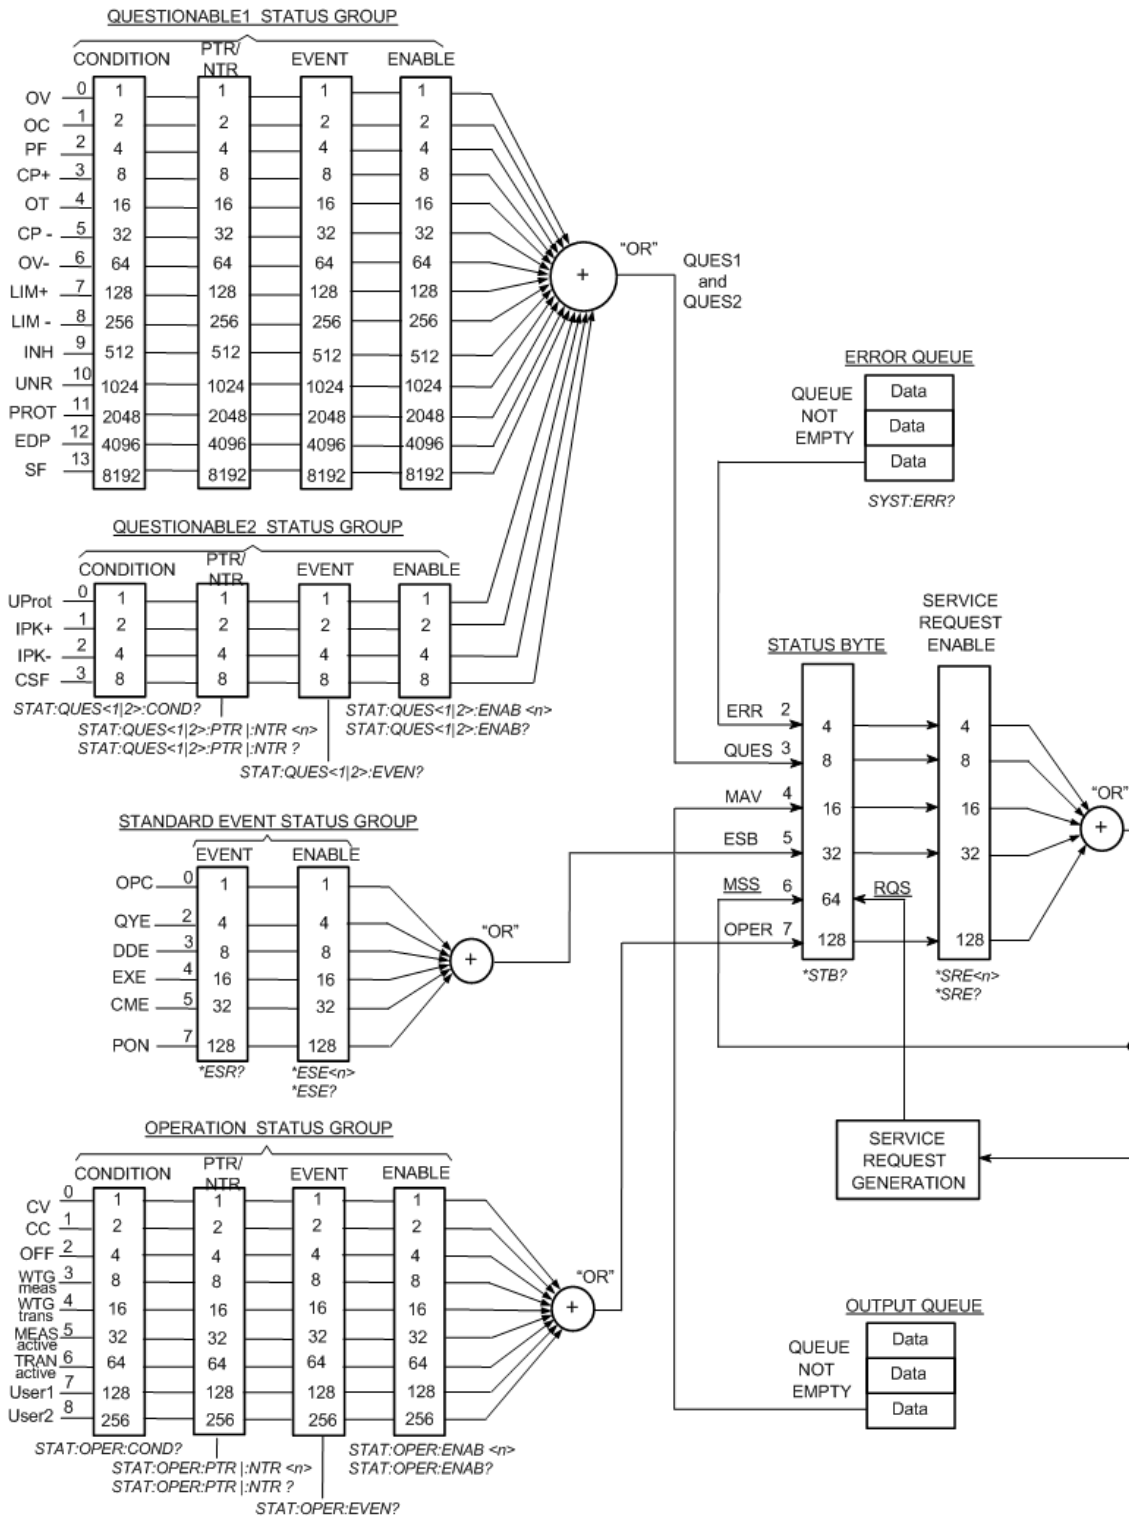 QUESTIONABLE1 STATUS GROUP
CONDITION PTR/ NTR EVENT ENABLE
OV 0 1 1 1 1
OC 1 2 2 2 2
PF 2 4 4 4 4
CP+ 3 8 8 8 8
OT 4 16 16 16 16
CP - 5 32 32 32 32
OV- 6 64 64 64 64
LIM+ 7 128 128 128 128
LIM - 8 256 256 256 256
INH 9 512 512 512 512
UNR 10 1024 1024 1024 1024
PROT 11 2048 2048 2048 2048
EDP 12 4096 4096 4096 4096
SF 13 8192 8192 8192 8192
+
"OR"
QUES1
and
QUES2
QUESTIONABLE2 STATUS GROUP
CONDITION PTR/ NTR EVENT ENABLE
UProt 0 1 1 1 1
IPK+ 1 2 2 2 2
IPK- 2 4 4 4 4
CSF 3 8 8 8 8
STAT:QUES<1|2>:COND?
STAT:QUES<1|2>:PTR |:NTR <n>
STAT:QUES<1|2>:PTR |:NTR ?
STAT:QUES<1|2>:EVEN?
STAT:QUES<1|2>:ENAB <n>
STAT:QUES<1|2>:ENAB?
STANDARD EVENT STATUS GROUP
EVENT ENABLE
OPC 0 1 1
QYE 2 4 4
DDE 3 8 8
EXE 4 16 16
CME 5 32 32
PON 7 128 128
*ESR?
*ESE<n>
*ESE?
+
"OR"
OPERATION STATUS GROUP
CONDITION PTR/ NTR EVENT ENABLE
CV 0 1 1 1 1
CC 1 2 2 2 2
OFF 2 4 4 4 4
WTG meas 3 8 8 8 8
WTG trans 4 16 16 16 16
MEAS active 5 32 32 32 32
TRAN active 6 64 64 64 64
User1 7 128 128 128 128
User2 8 256 256 256 256
STAT:OPER:COND?
STAT:OPER:PTR |:NTR <n>
STAT:OPER:PTR |:NTR ?
STAT:OPER:EVEN?
STAT:OPER:ENAB <n>
STAT:OPER:ENAB?
+
"OR"
ERROR QUEUE
QUEUE
NOT
EMPTY
Data
Data
Data
SYST:ERR?
STATUS BYTE
SERVICE
REQUEST
ENABLE
ERR 2 4 4
QUES 3 8 8
MAV 4 16 16
ESB 5 32 32
MSS 6 64 RQS
OPER 7 128 128
*STB?
*SRE<n>
*SRE?
"OR"
+
SERVICE
REQUEST
GENERATION
OUTPUT QUEUE
QUEUE
NOT
EMPTY
Data
Data
Data